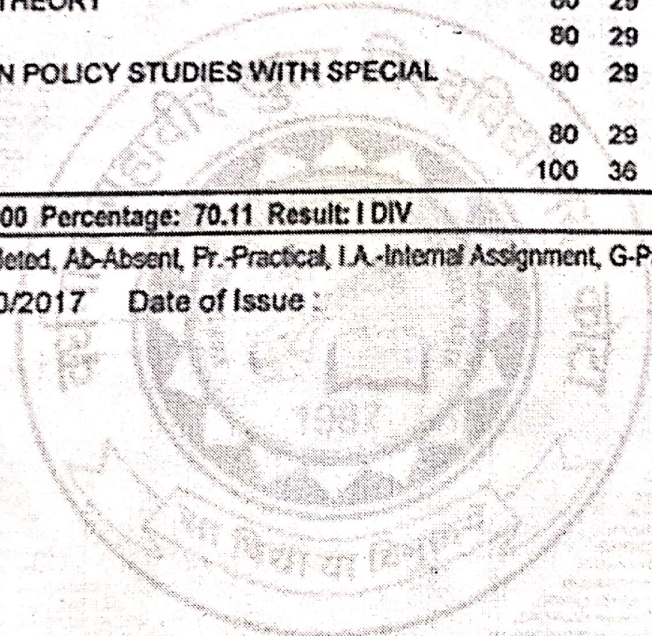 THEORY 80 29
80 29
N POLICY STUDIES WITH SPECIAL 80 29
80 29
100 36
00 Percentage: 70.11 Result: I DIV
leted, Ab-Absent, Pr.-Practical, I.A.-Internal Assignment, G-P
0/2017 Date of Issue :
कोटा
1987